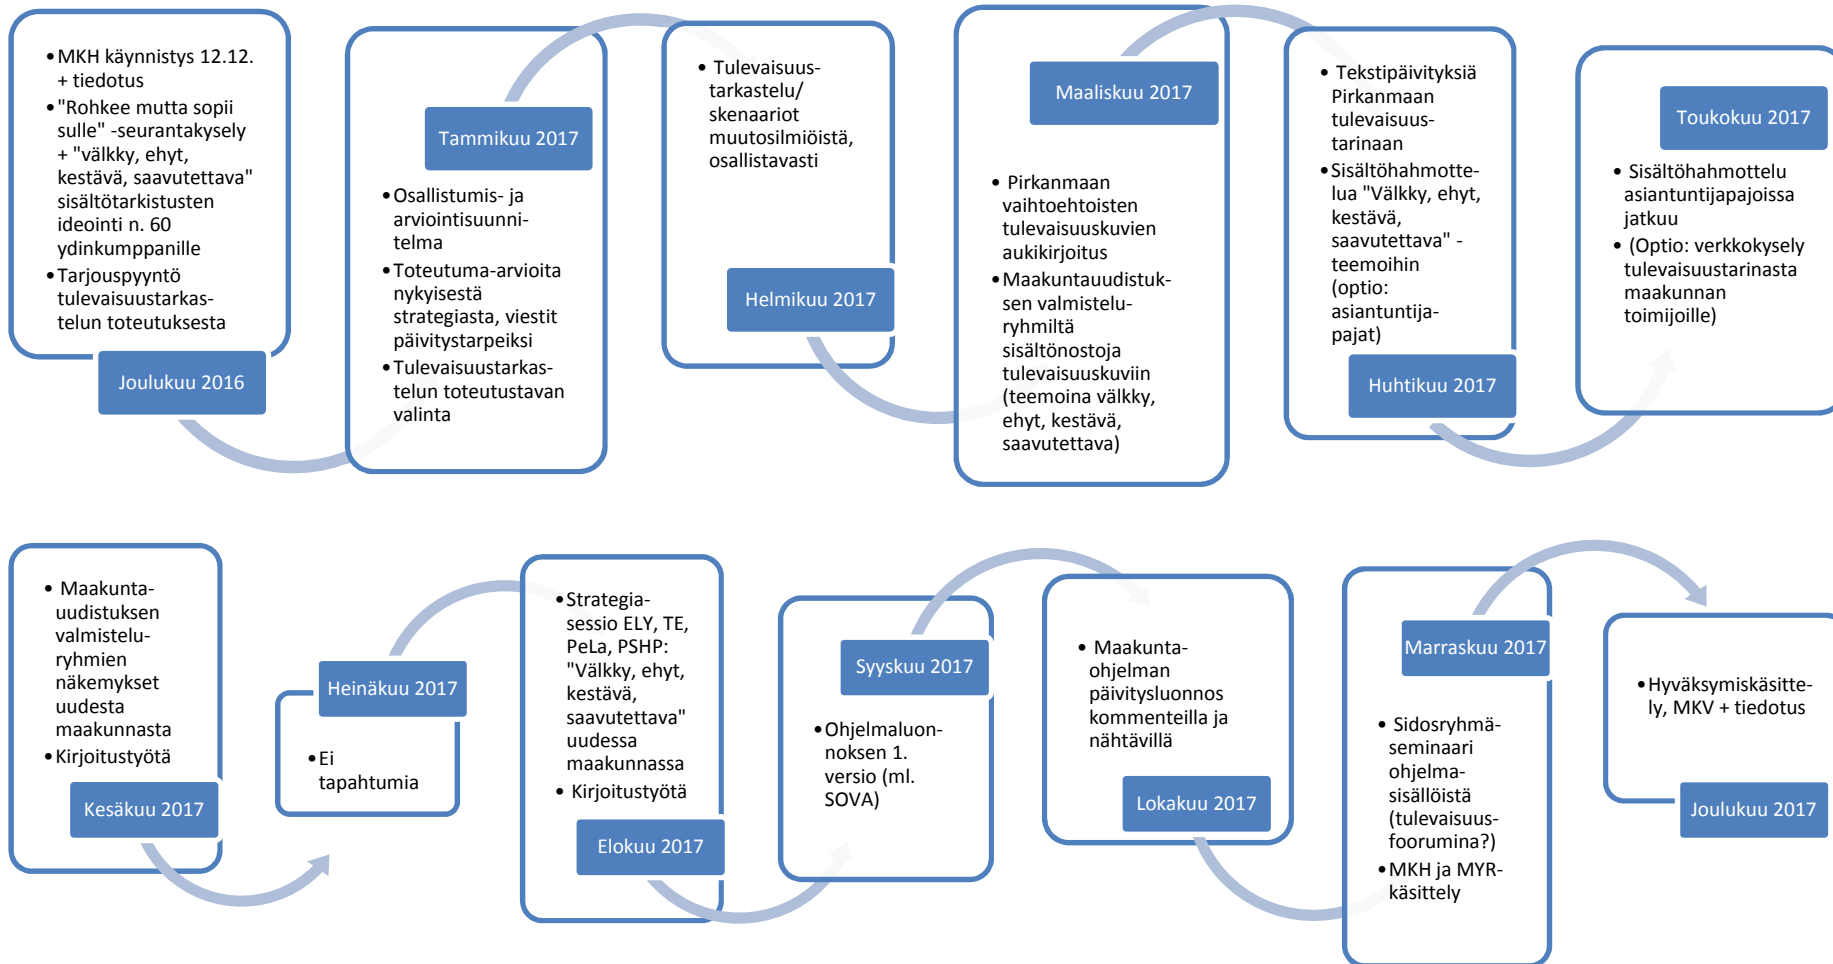 •MKH käynnistys 12.12.
+ tiedotus
•"Rohkee mutta sopii
sulle" -seurantakysely
+ "välkky, ehyt,
kestävä, saavutettava"
sisältötarkistusten
ideointi n. 60
ydinkumppanille
•Tarjouspyyntö
tulevaisuustarkas-
telun toteutuksesta
Joulukuu 2016
Tammikuu 2017
•Osallistumis- ja
arviointisuunni-
telma
•Toteutuma-arvioita
nykyisestä
strategiasta, viestit
päivitystarpeiksi
•Tulevaisuustarkas-
telun toteutustavan
valinta
• Tulevaisuus-
tarkastelu/
skenaariot
muutosilmiöistä,
osallistavasti
Helmikuu 2017
Maaliskuu 2017
• Pirkanmaan
vaihtoehtoisten
tulevaisuuskuvien
aukikirjoitus
•Maakuntauudistuk-
sen valmistelu-
ryhmiltä
sisältönostoja
tulevaisuuskuviin
(teemoina välkky,
ehyt, kestävä,
saavutettava)
• Tekstipäivityksiä
Pirkanmaan
tulevaisuus-
tarinaan
•Sisältöhahmotte-
lua "Välkky, ehyt,
kestävä,
saavutettava" -
teemoihin
(optio:
asiantuntija-
pajat)
Huhtikuu 2017
Toukokuu 2017
• Sisältöhahmottelu
asiantuntijapajoissa
jatkuu
• (Optio: verkkokysely
tulevaisuustarinasta
maakunnan
toimijoille)
• Maakunta-
uudistuksen
valmistelu-
ryhmien
näkemykset
uudesta
maakunnasta
•Kirjoitustyötä
Kesäkuu 2017
Heinäkuu 2017
•Ei
tapahtumia
•Strategia-
sessio ELY, TE,
PeLa, PSHP:
"Välkky, ehyt,
kestävä,
saavutettava"
uudessa
maakunnassa
• Kirjoitustyötä
Elokuu 2017
Syyskuu 2017
•Ohjelmaluon-
noksen 1.
versio (ml.
SOVA)
• Maakunta-
ohjelman
päivitysluonnos
kommenteilla ja
nähtävillä
Lokakuu 2017
Marraskuu 2017
• Sidosryhmä-
seminaari
ohjelma-
sisällöistä
(tulevaisuus-
foorumina?)
•MKH ja MYR-
käsittely
•Hyväksymiskäsitte-
ly, MKV + tiedotus
Joulukuu 2017